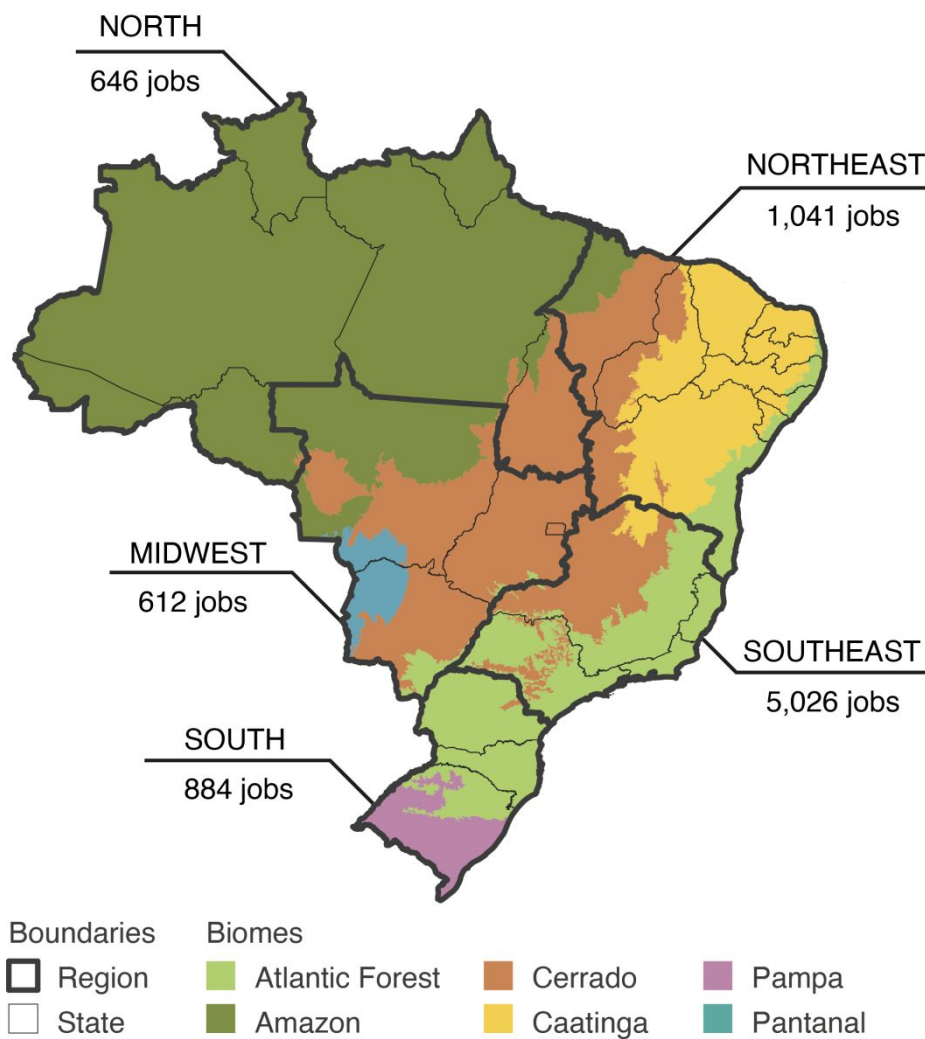 NORTH
646 jobs
NORTHEAST
1,041 jobs
MIDWEST
612 jobs
SOUTHEAST
5,026 jobs
SOUTH
884 jobs
Boundaries
Region
State
Biomes
Atlantic Forest
Cerrado
Pampa
Amazon
Caatinga
Pantanal